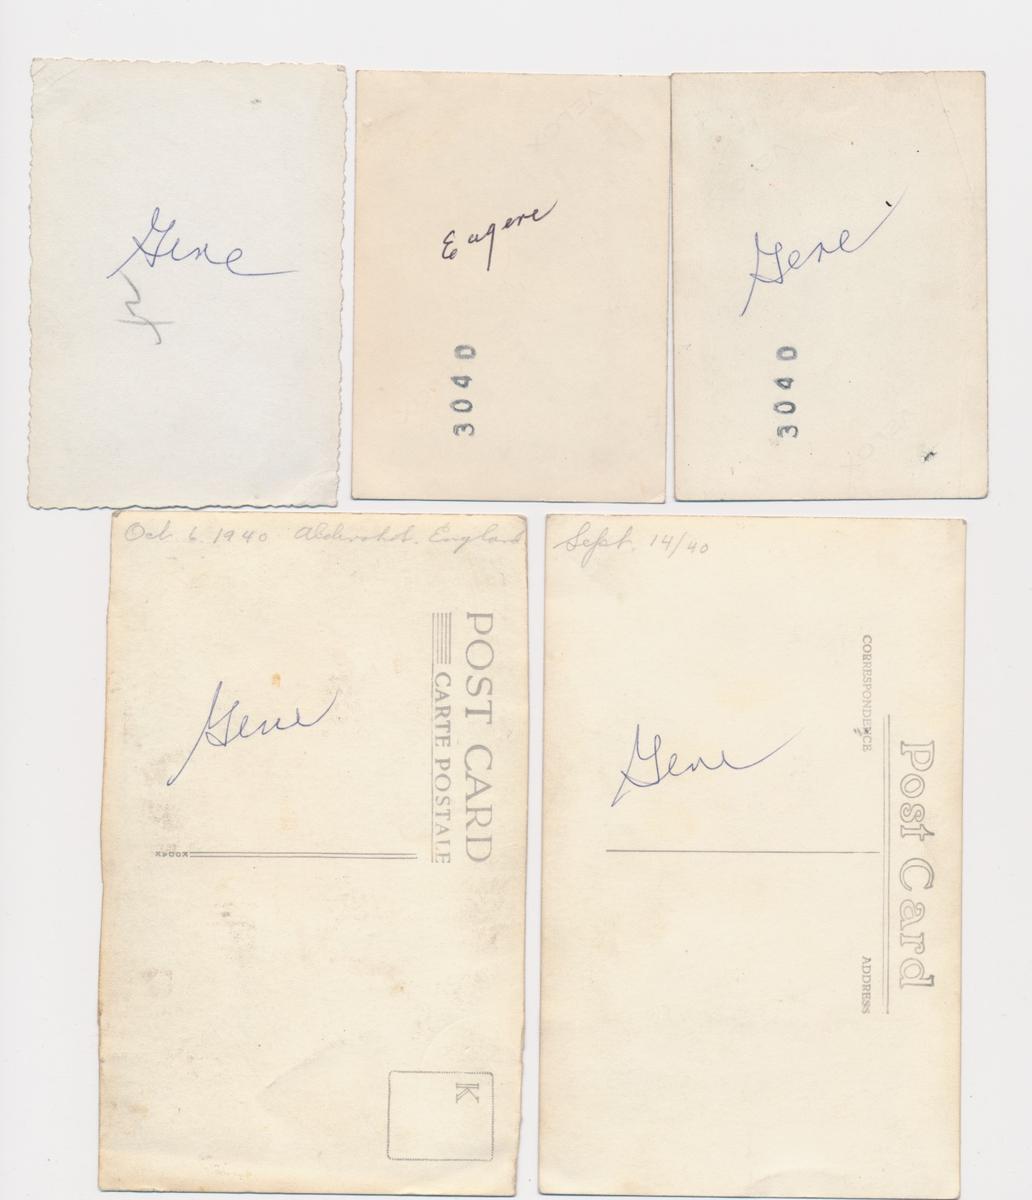 Gene
Eugene
3040
Gene
3040
Oct 6. 1940 Aldershot. England
POST CARD
CARTE POSTALE
Gene
KODAK
K
Sept. 14/40
CORRESPONDENCE
Post Card
Gene
ADDRESS